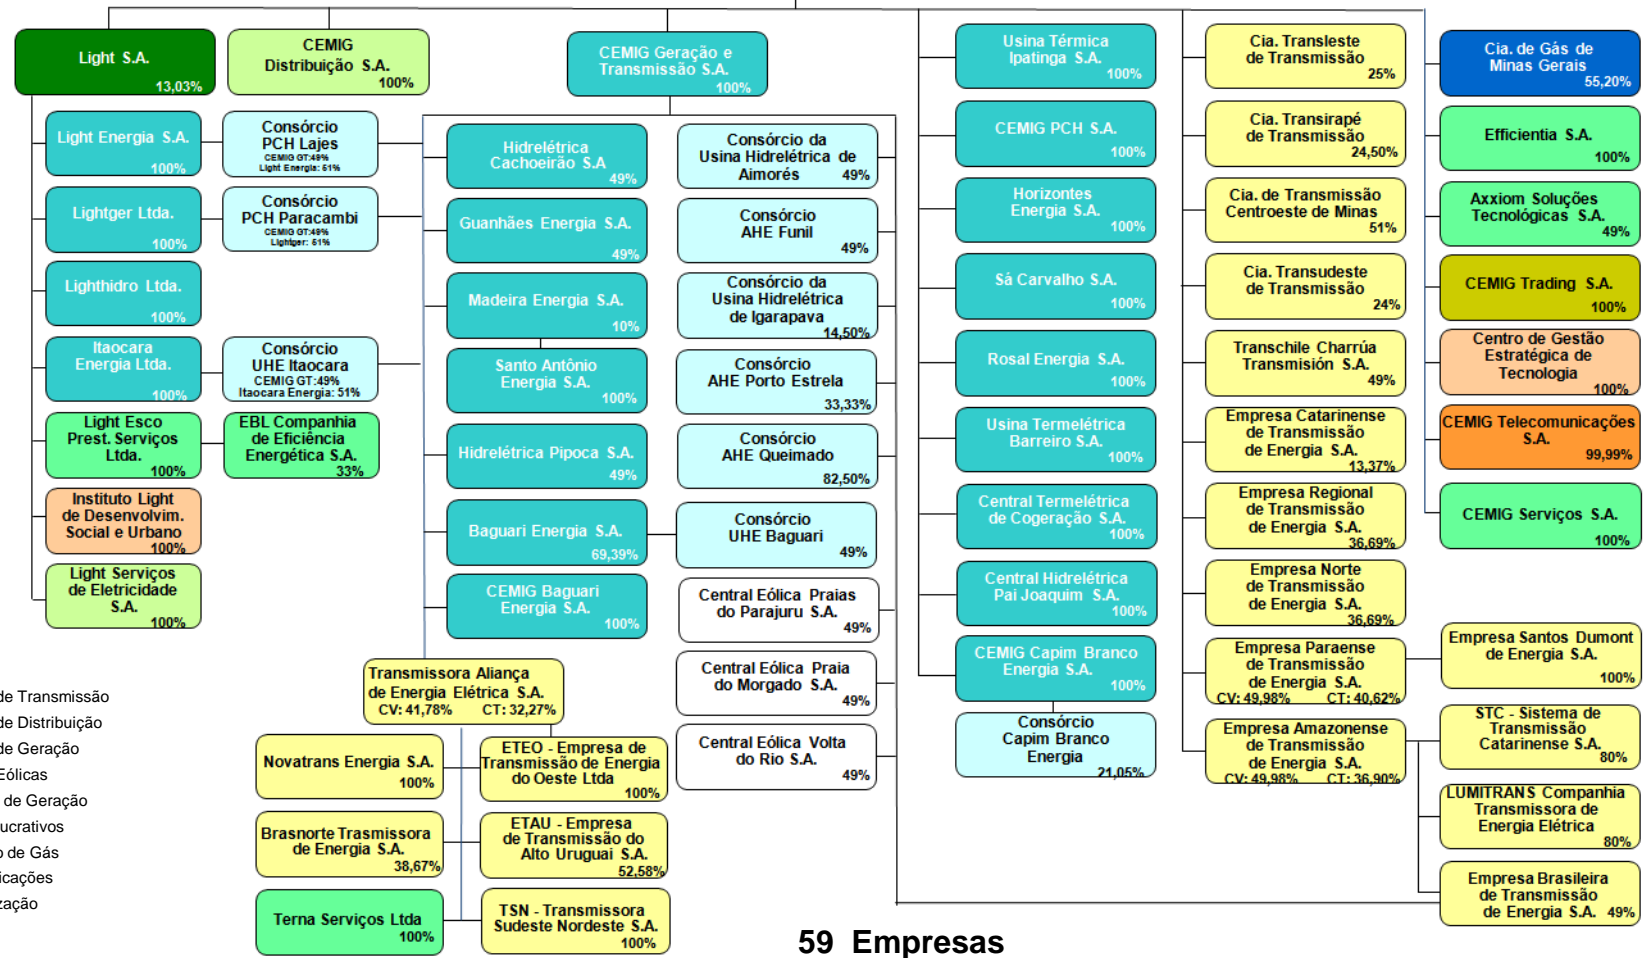 Light S.A.
13,03%
CEMIG
Distribuição S.A.
100%
CEMIG Geração e
Transmissão S.A.
100%
Usina Térmica
Ipatinga S.A.
100%
Cia. Transleste
de Transmissão
25%
Cia. de Gás de
Minas Gerais
55,20%
Light Energia S.A.
100%
Consórcio
PCH Lajes
CEMIG GT:49%
Light Energia: 51%
Hidrelétrica
Cachoeirão S.A
49%
Consórcio da
Usina Hidrelétrica de
Aimorés 49%
CEMIG PCH S.A.
100%
Cia. Transirapé
de Transmissão
24,50%
Efficientia S.A.
100%
Lightger Ltda.
100%
Consórcio
PCH Paracambi
CEMIG GT:49%
Lightger: 51%
Guanhães Energia S.A.
49%
Consórcio
AHE Funil
49%
Horizontes
Energia S.A.
100%
Cia. de Transmissão
Centroeste de Minas
51%
Axxiom Soluções
Tecnológicas S.A.
49%
Lighthidro Ltda.
100%
Madeira Energia S.A.
10%
Consórcio da
Usina Hidrelétrica
de Igarapava
14,50%
Sá Carvalho S.A.
100%
Cia. Transudeste
de Transmissão
24%
CEMIG Trading S.A.
100%
Itaocara
Energia Ltda.
100%
Consórcio
UHE Itaocara
CEMIG GT:49%
Itaocara Energia: 51%
Santo Antônio
Energia S.A.
100%
Consórcio
AHE Porto Estrela
33,33%
Rosal Energia S.A.
100%
Transchile Charrúa
Transmisión S.A.
49%
Centro de Gestão
Estratégica de
Tecnologia
100%
Light Esco
Prest. Serviços
Ltda.
100%
EBL Companhia
de Eficiência
Energética S.A.
33%
Hidrelétrica Pipoca S.A.
49%
Consórcio
AHE Queimado
82,50%
Usina Termelétrica
Barreiro S.A.
100%
Empresa Catarinense
de Transmissão
de Energia S.A.
13,37%
CEMIG Telecomunicações
S.A.
99,99%
Instituto Light
de Desenvolvim.
Social e Urbano
100%
Baguari Energia S.A.
69,39%
Consórcio
UHE Baguari
49%
Central Termelétrica
de Cogeração S.A.
100%
Empresa Regional
de Transmissão
de Energia S.A.
36,69%
CEMIG Serviços S.A.
100%
Light Serviços
de Eletricidade
S.A.
100%
CEMIG Baguari
Energia S.A.
100%
Central Eólica Praias
do Parajuru S.A.
49%
Central Hidrelétrica
Pai Joaquim S.A.
100%
Empresa Norte
de Transmissão
de Energia S.A.
36,69%
Transmissora Aliança
de Energia Elétrica S.A.
CV: 41,78% CT: 32,27%
Central Eólica Praia
do Morgado S.A.
49%
CEMIG Capim Branco
Energia S.A.
100%
Empresa Paraense
de Transmissão
de Energia S.A.
CV: 49,98% CT: 40,62%
Empresa Santos Dumont
de Energia S.A.
100%
Novatrans Energia S.A.
100%
ETEO - Empresa de
Transmissão de Energia
do Oeste Ltda
100%
Central Eólica Volta
do Rio S.A.
49%
Consórcio
Capim Branco
Energia
21,05%
Empresa Amazonense
de Transmissão
de Energia S.A.
CV: 49,98% CT: 36,90%
STC - Sistema de
Transmissão
Catarinense S.A.
80%
Brasnorte Trasmissora
de Energia S.A.
38,67%
ETAU - Empresa
de Transmissão do
Alto Uruguai S.A.
52,58%
LUMITRANS Companhia
Transmissora de
Energia Elétrica
80%
Terna Serviços Ltda
100%
TSN - Transmissora
Sudeste Nordeste S.A.
100%
Empresa Brasileira
de Transmissão
de Energia S.A. 49%
de Transmissão
de Distribuição
de Geração
Eólicas
de Geração
ucrativos
o de Gás
icações
zação
59 Empresas